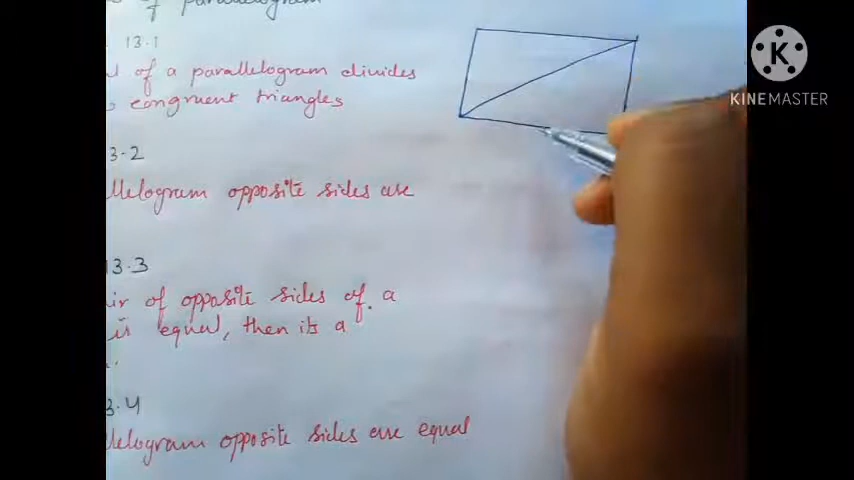 of parallelogram
13.1
of a parallelogram divides
congruent triangles
3.2
llelogram opposite sides are
13.3
ir of opposite sides of a
is equal, then its a
3.4
llelogram opposite sides are equal
KINEMASTER